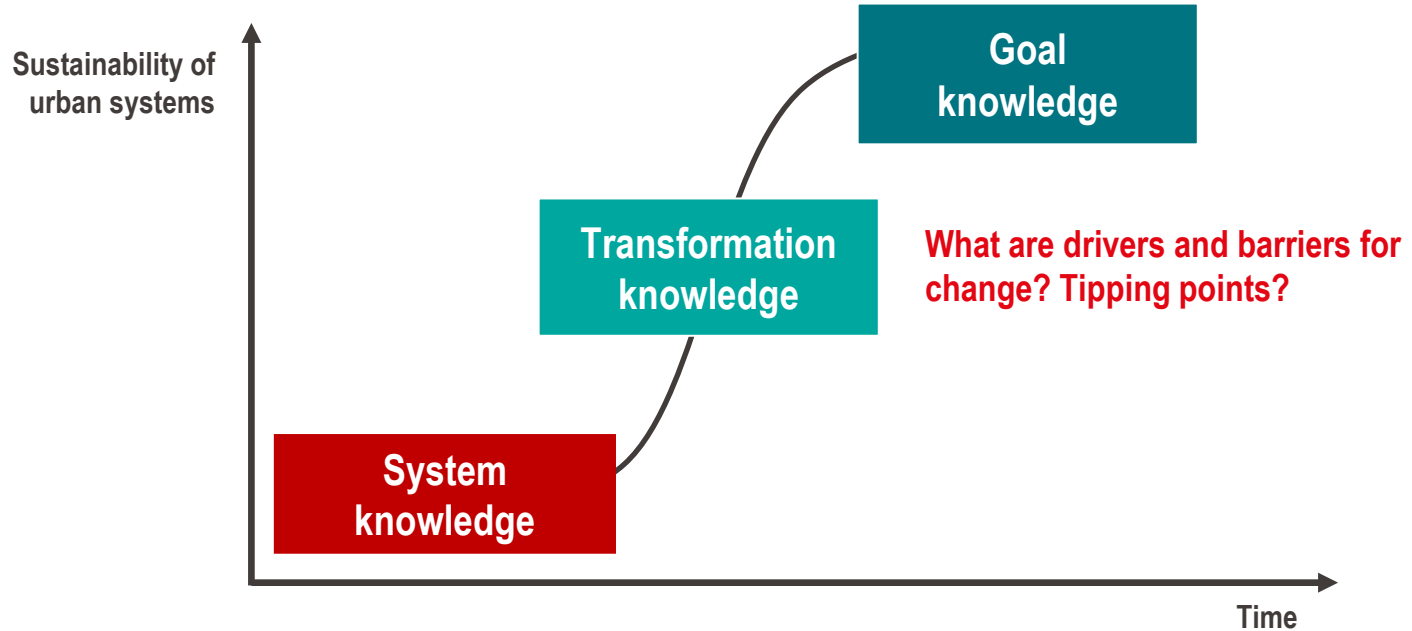 Sustainability of
urban systems
Goal
knowledge
Transformation
knowledge
What are drivers and barriers for
change? Tipping points?
System
knowledge
Time